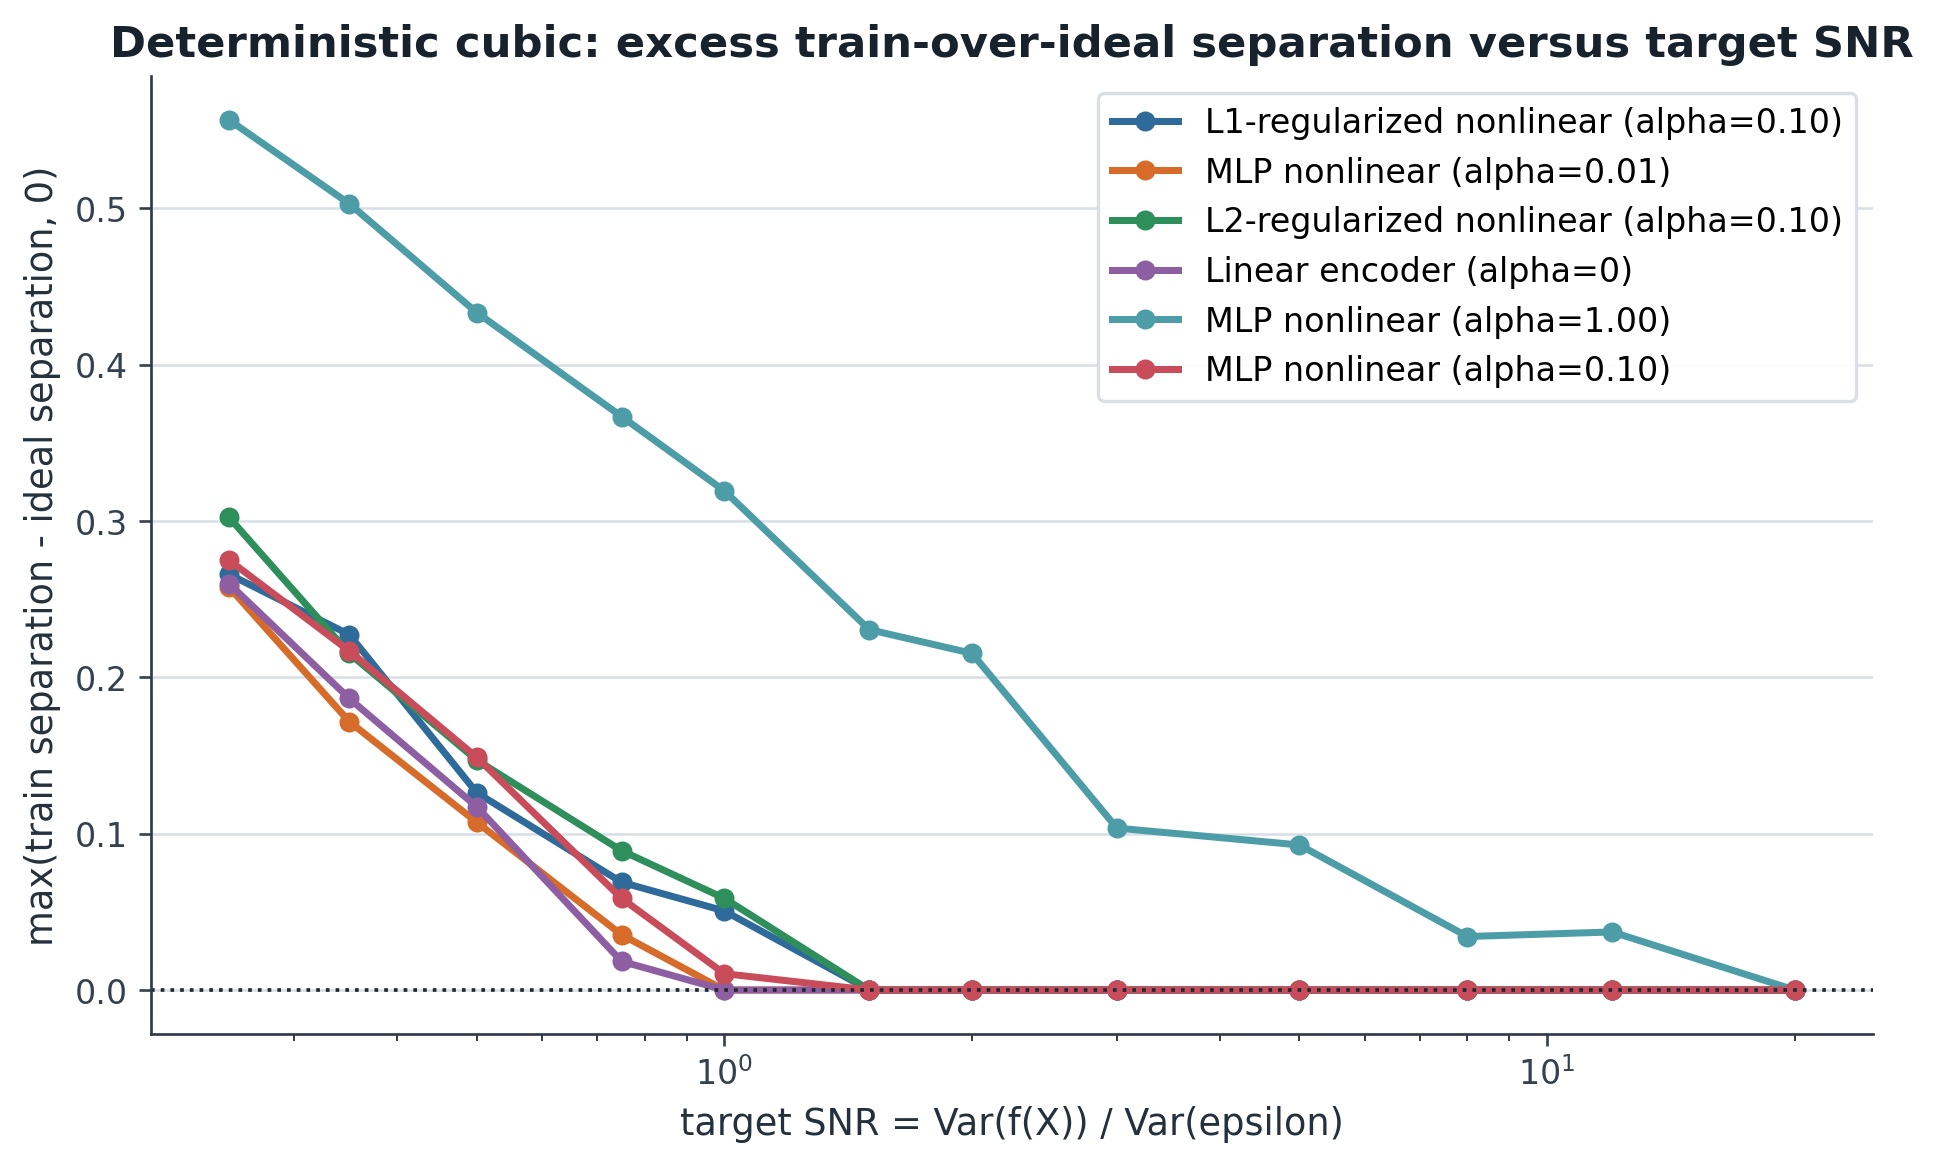 Deterministic cubic: excess train-over-ideal separation versus target SNR
max(train separation - ideal separation, 0)
0.5
0.4
0.3
0.2
0.1
0.0
L1-regularized nonlinear (alpha=0.10)
MLP nonlinear (alpha=0.01)
L2-regularized nonlinear (alpha=0.10)
Linear encoder (alpha=0)
MLP nonlinear (alpha=1.00)
MLP nonlinear (alpha=0.10)
10⁰
10¹
target SNR = Var(f(X)) / Var(epsilon)